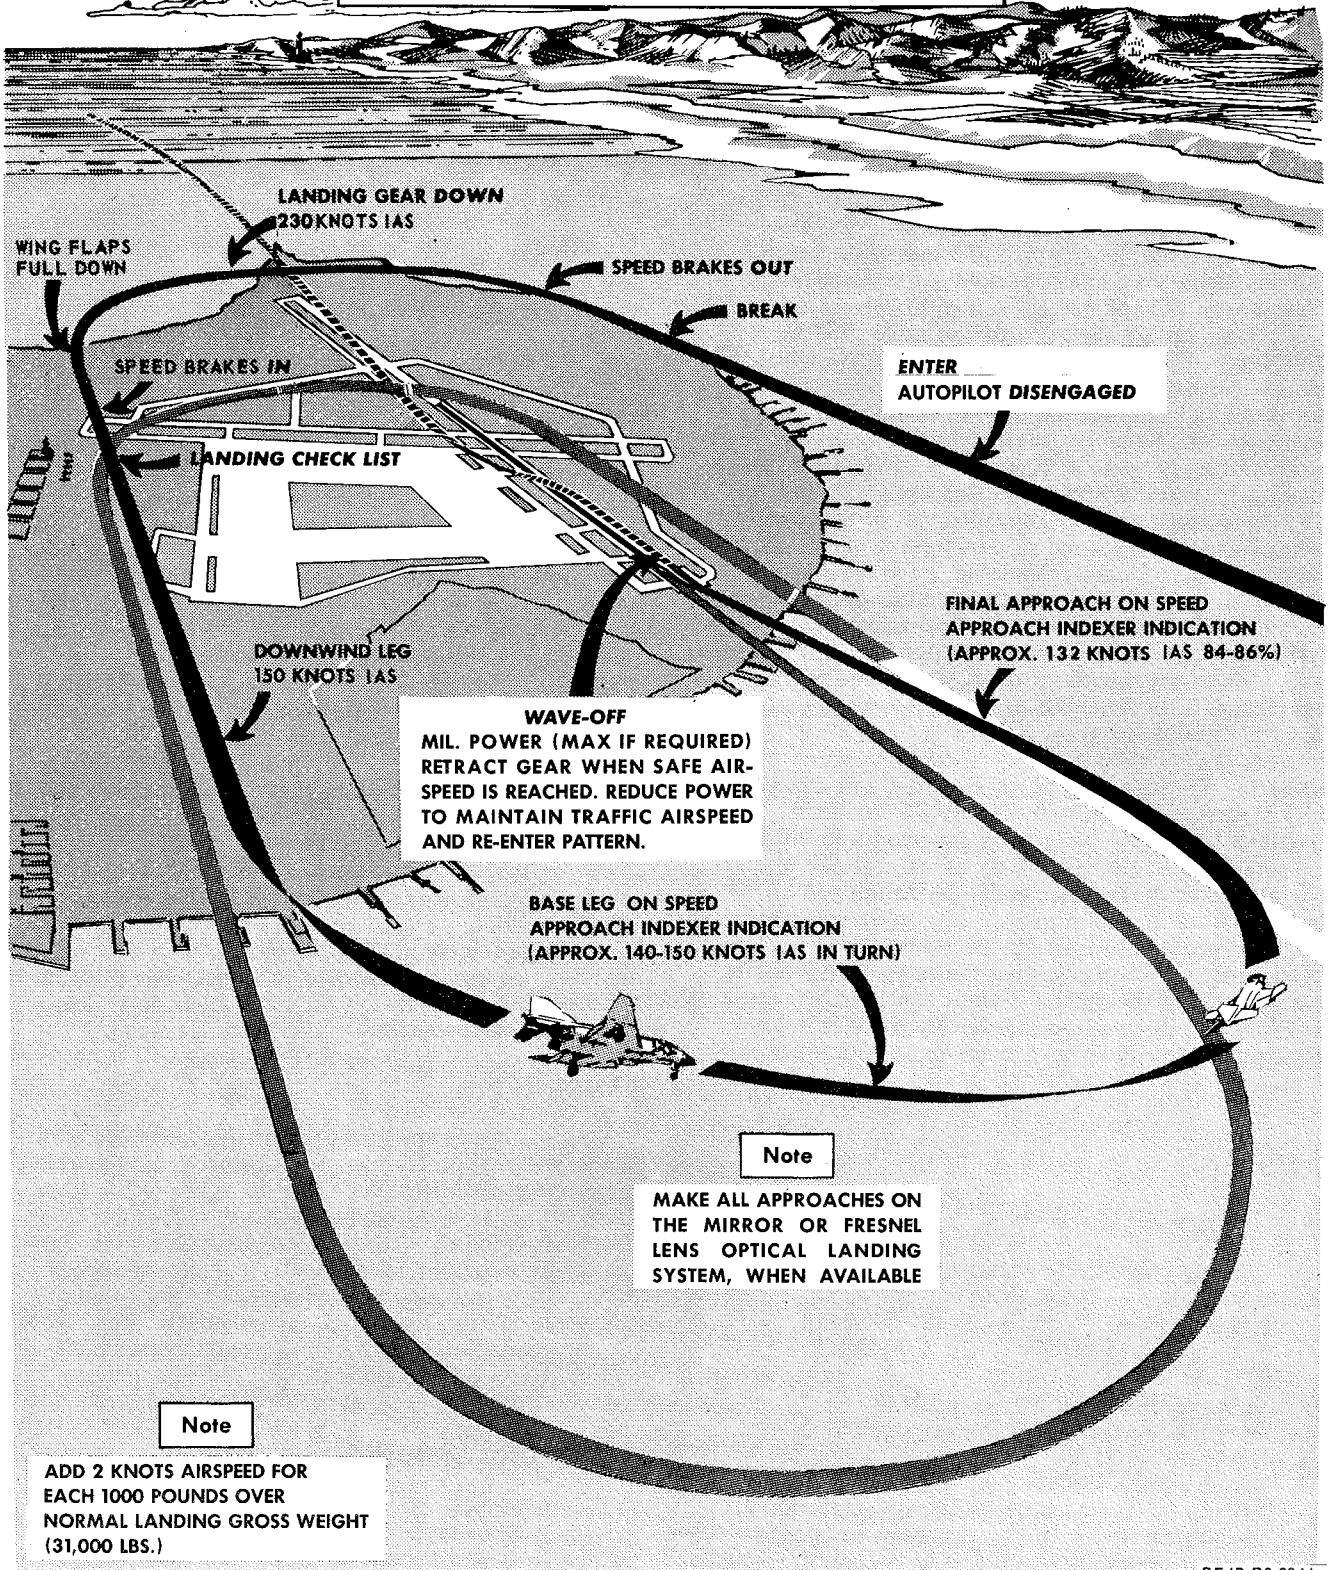 LANDING GEAR DOWN
230 KNOTS IAS
WING FLAPS
FULL DOWN
SPEED BRAKES OUT
BREAK
SPEED BRAKES IN
ENTER
AUTOPILOT DISENGAGED
LANDING CHECK LIST
FINAL APPROACH ON SPEED
APPROACH INDEXER INDICATION
(APPROX. 132 KNOTS IAS 84-86%)
DOWNWIND LEG
150 KNOTS IAS
WAVE-OFF
MIL. POWER (MAX IF REQUIRED)
RETRACT GEAR WHEN SAFE AIR-
SPEED IS REACHED. REDUCE POWER
TO MAINTAIN TRAFFIC AIRSPEED
AND RE-ENTER PATTERN.
BASE LEG ON SPEED
APPROACH INDEXER INDICATION
(APPROX. 140-150 KNOTS IAS IN TURN)
Note
MAKE ALL APPROACHES ON
THE MIRROR OR FRESNEL
LENS OPTICAL LANDING
SYSTEM, WHEN AVAILABLE
Note
ADD 2 KNOTS AIRSPEED FOR
EACH 1000 POUNDS OVER
NORMAL LANDING GROSS WEIGHT
(31,000 LBS.)